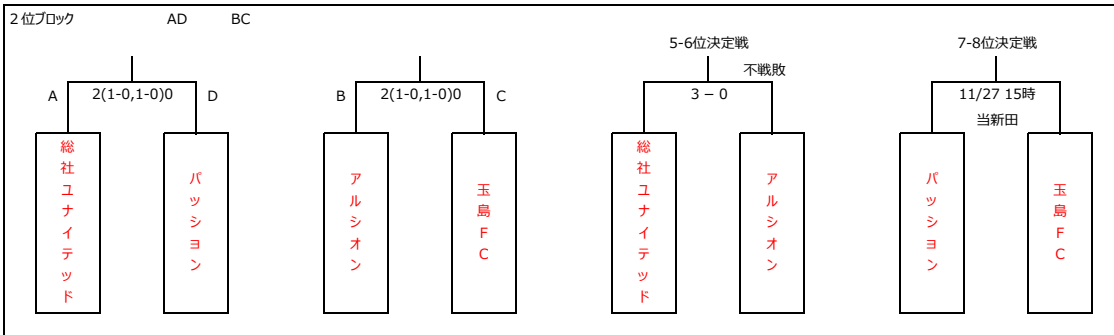 2位ブロック AD BC
5-6位決定戦 7-8位決定戦
不戦敗
A 2(1-0,1-0)0 D B 2(1-0,1-0)0 C 3 – 0 11/27 15時
当新田
総社ユナイテッド
パッション
アルシオン
玉島FC
総社ユナイテッド
アルシオン
パッション
玉島FC